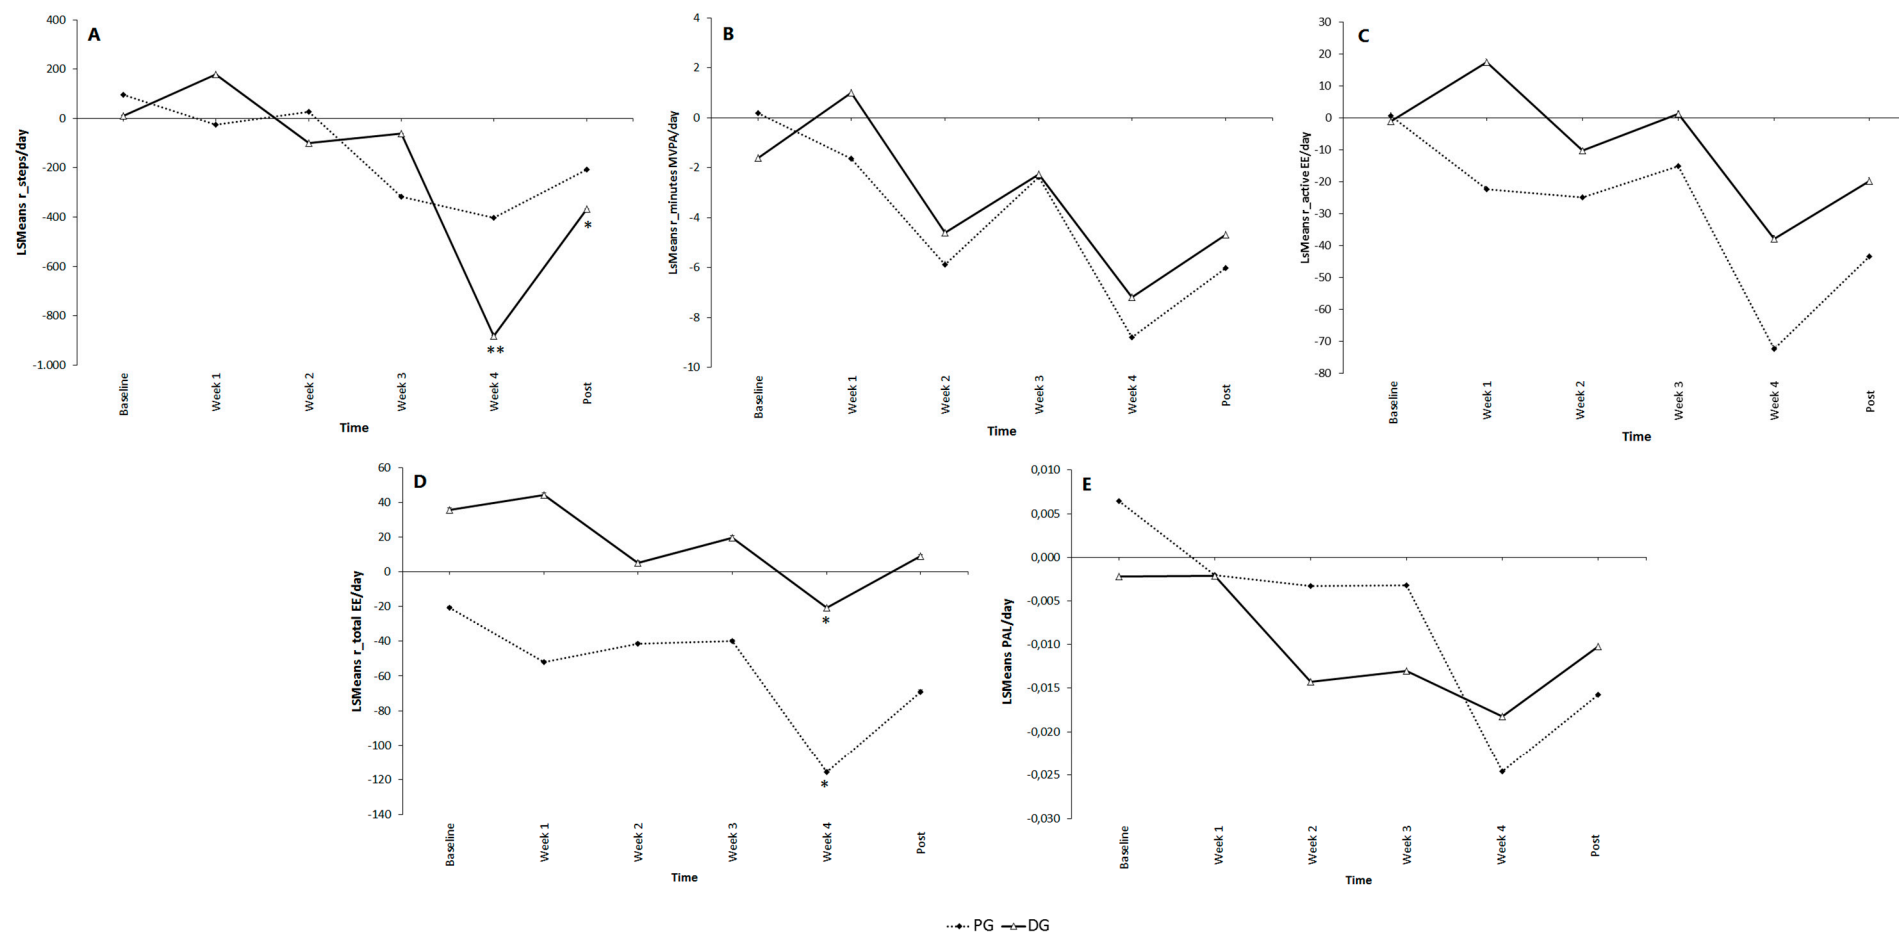 A
LSMeans r_steps/day
400
200
0
-200
-400
-600
-800
-1.000
*
**
Baseline
Week 1
Week 2
Week 3
Week 4
Post
Time
B
LsMeans r_minutes MVPA/day
4
2
0
-2
-4
-6
-8
-10
Baseline
Week 1
Week 2
Week 3
Week 4
Post
Time
C
LsMeans r_active EE/day
30
20
10
0
-10
-20
-30
-40
-50
-60
-70
-80
Baseline
Week 1
Week 2
Week 3
Week 4
Post
Time
D
LSMeans r_total EE/day
60
40
20
0
-20
-40
-60
-80
-100
-120
-140
*
*
Baseline
Week 1
Week 2
Week 3
Week 4
Post
Time
E
LSMeans PAL/day
0,010
0,005
0,000
-0,005
-0,010
-0,015
-0,020
-0,025
-0,030
Baseline
Week 1
Week 2
Week 3
Week 4
Post
Time
PG DG